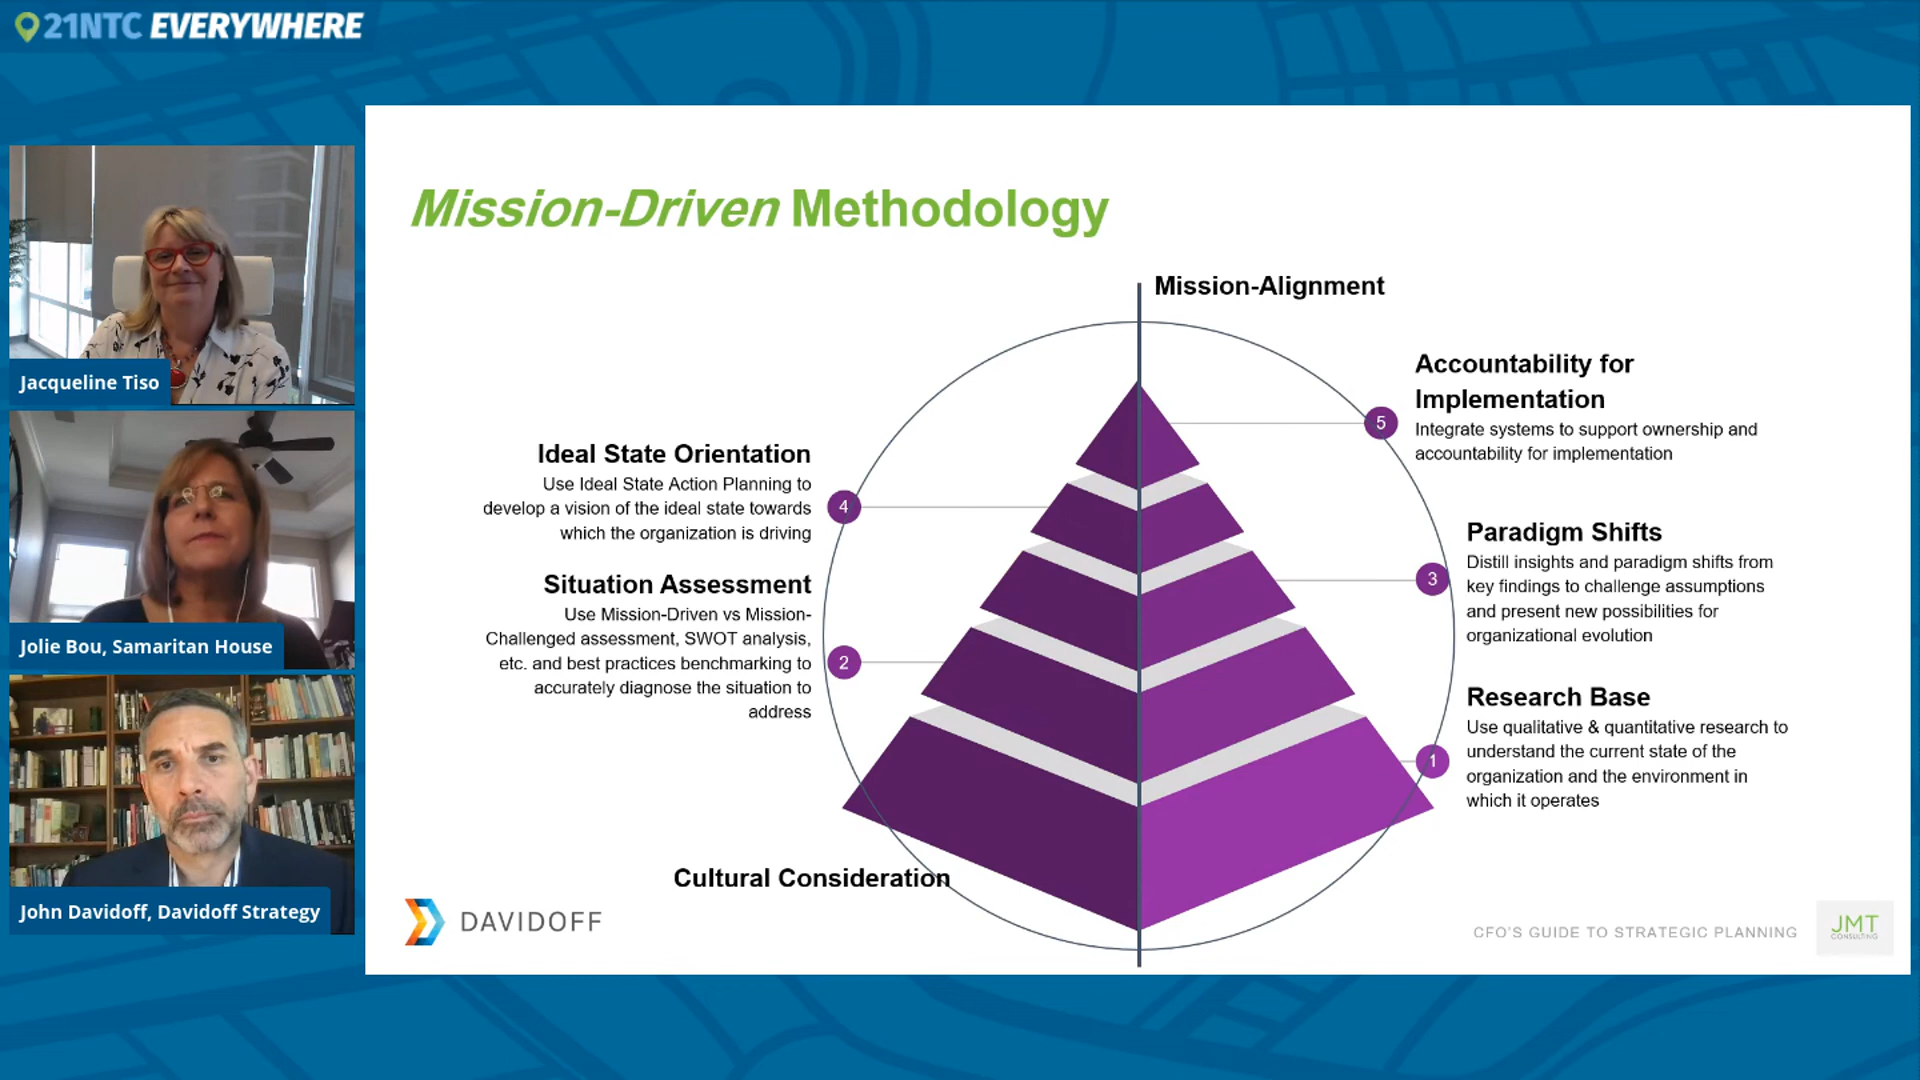 21NTC EVERYWHERE
Jacqueline Tiso
Jolie Bou, Samaritan House
John Davidoff, Davidoff Strategy
Mission-Driven Methodology
Mission-Alignment
Accountability for
Implementation
Integrate systems to support ownership and
accountability for implementation
5
Ideal State Orientation
Use Ideal State Action Planning to
develop a vision of the ideal state towards
which the organization is driving
4
Paradigm Shifts
Distill insights and paradigm shifts from
key findings to challenge assumptions
and present new possibilities for
organizational evolution
3
Situation Assessment
Use Mission-Driven vs Mission-
Challenged assessment, SWOT analysis,
etc. and best practices benchmarking to
accurately diagnose the situation to
address
2
Research Base
Use qualitative & quantitative research to
understand the current state of the
organization and the environment in
which it operates
1
Cultural Consideration
DAVIDOFF
CFO'S GUIDE TO STRATEGIC PLANNING
JMT
CONSULTING